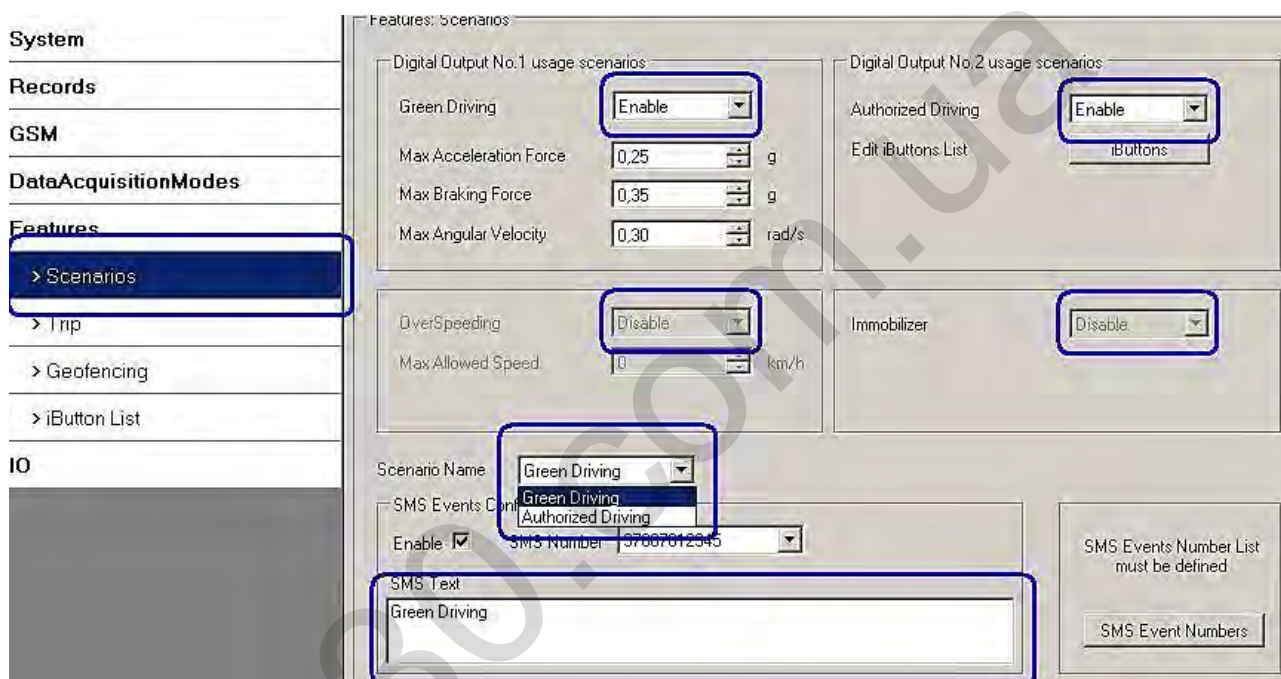 System
Records
GSM
DataAcquisitionModes
Features
> Scenarios
> Trip
> Geofencing
> iButton List
IO
Features: Scenarios
Digital Output No.1 usage scenarios
Green Driving Enable
Max Acceleration Force 0,25 g
Max Braking Force 0,35 g
Max Angular Velocity 0,30 rad/s
Digital Output No.2 usage scenarios
Authorized Driving Enable
Edit iButtons List iButtons
OverSpeeding Disable
Max Allowed Speed 0 km/h
Immobilizer Disable
Scenario Name Green Driving
Green Driving
Authorized Driving
SMS Events
Enable SMS Number
SMS Text
Green Driving
SMS Events Number List
must be defined
SMS Event Numbers
30.com.ua